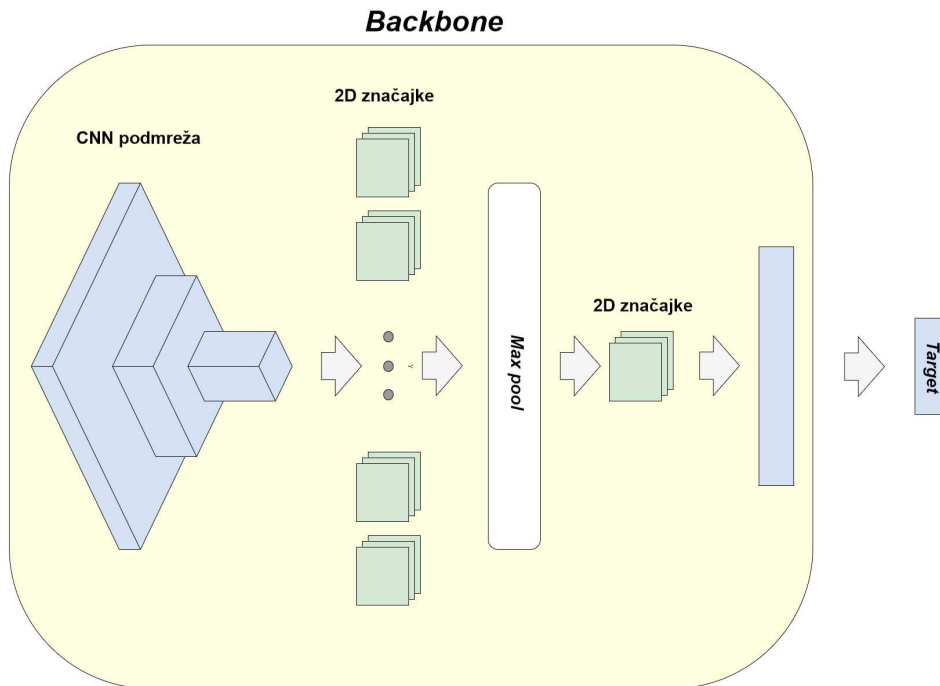 Backbone
2D značajke
CNN podmreža
Max pool
2D značajke
Target